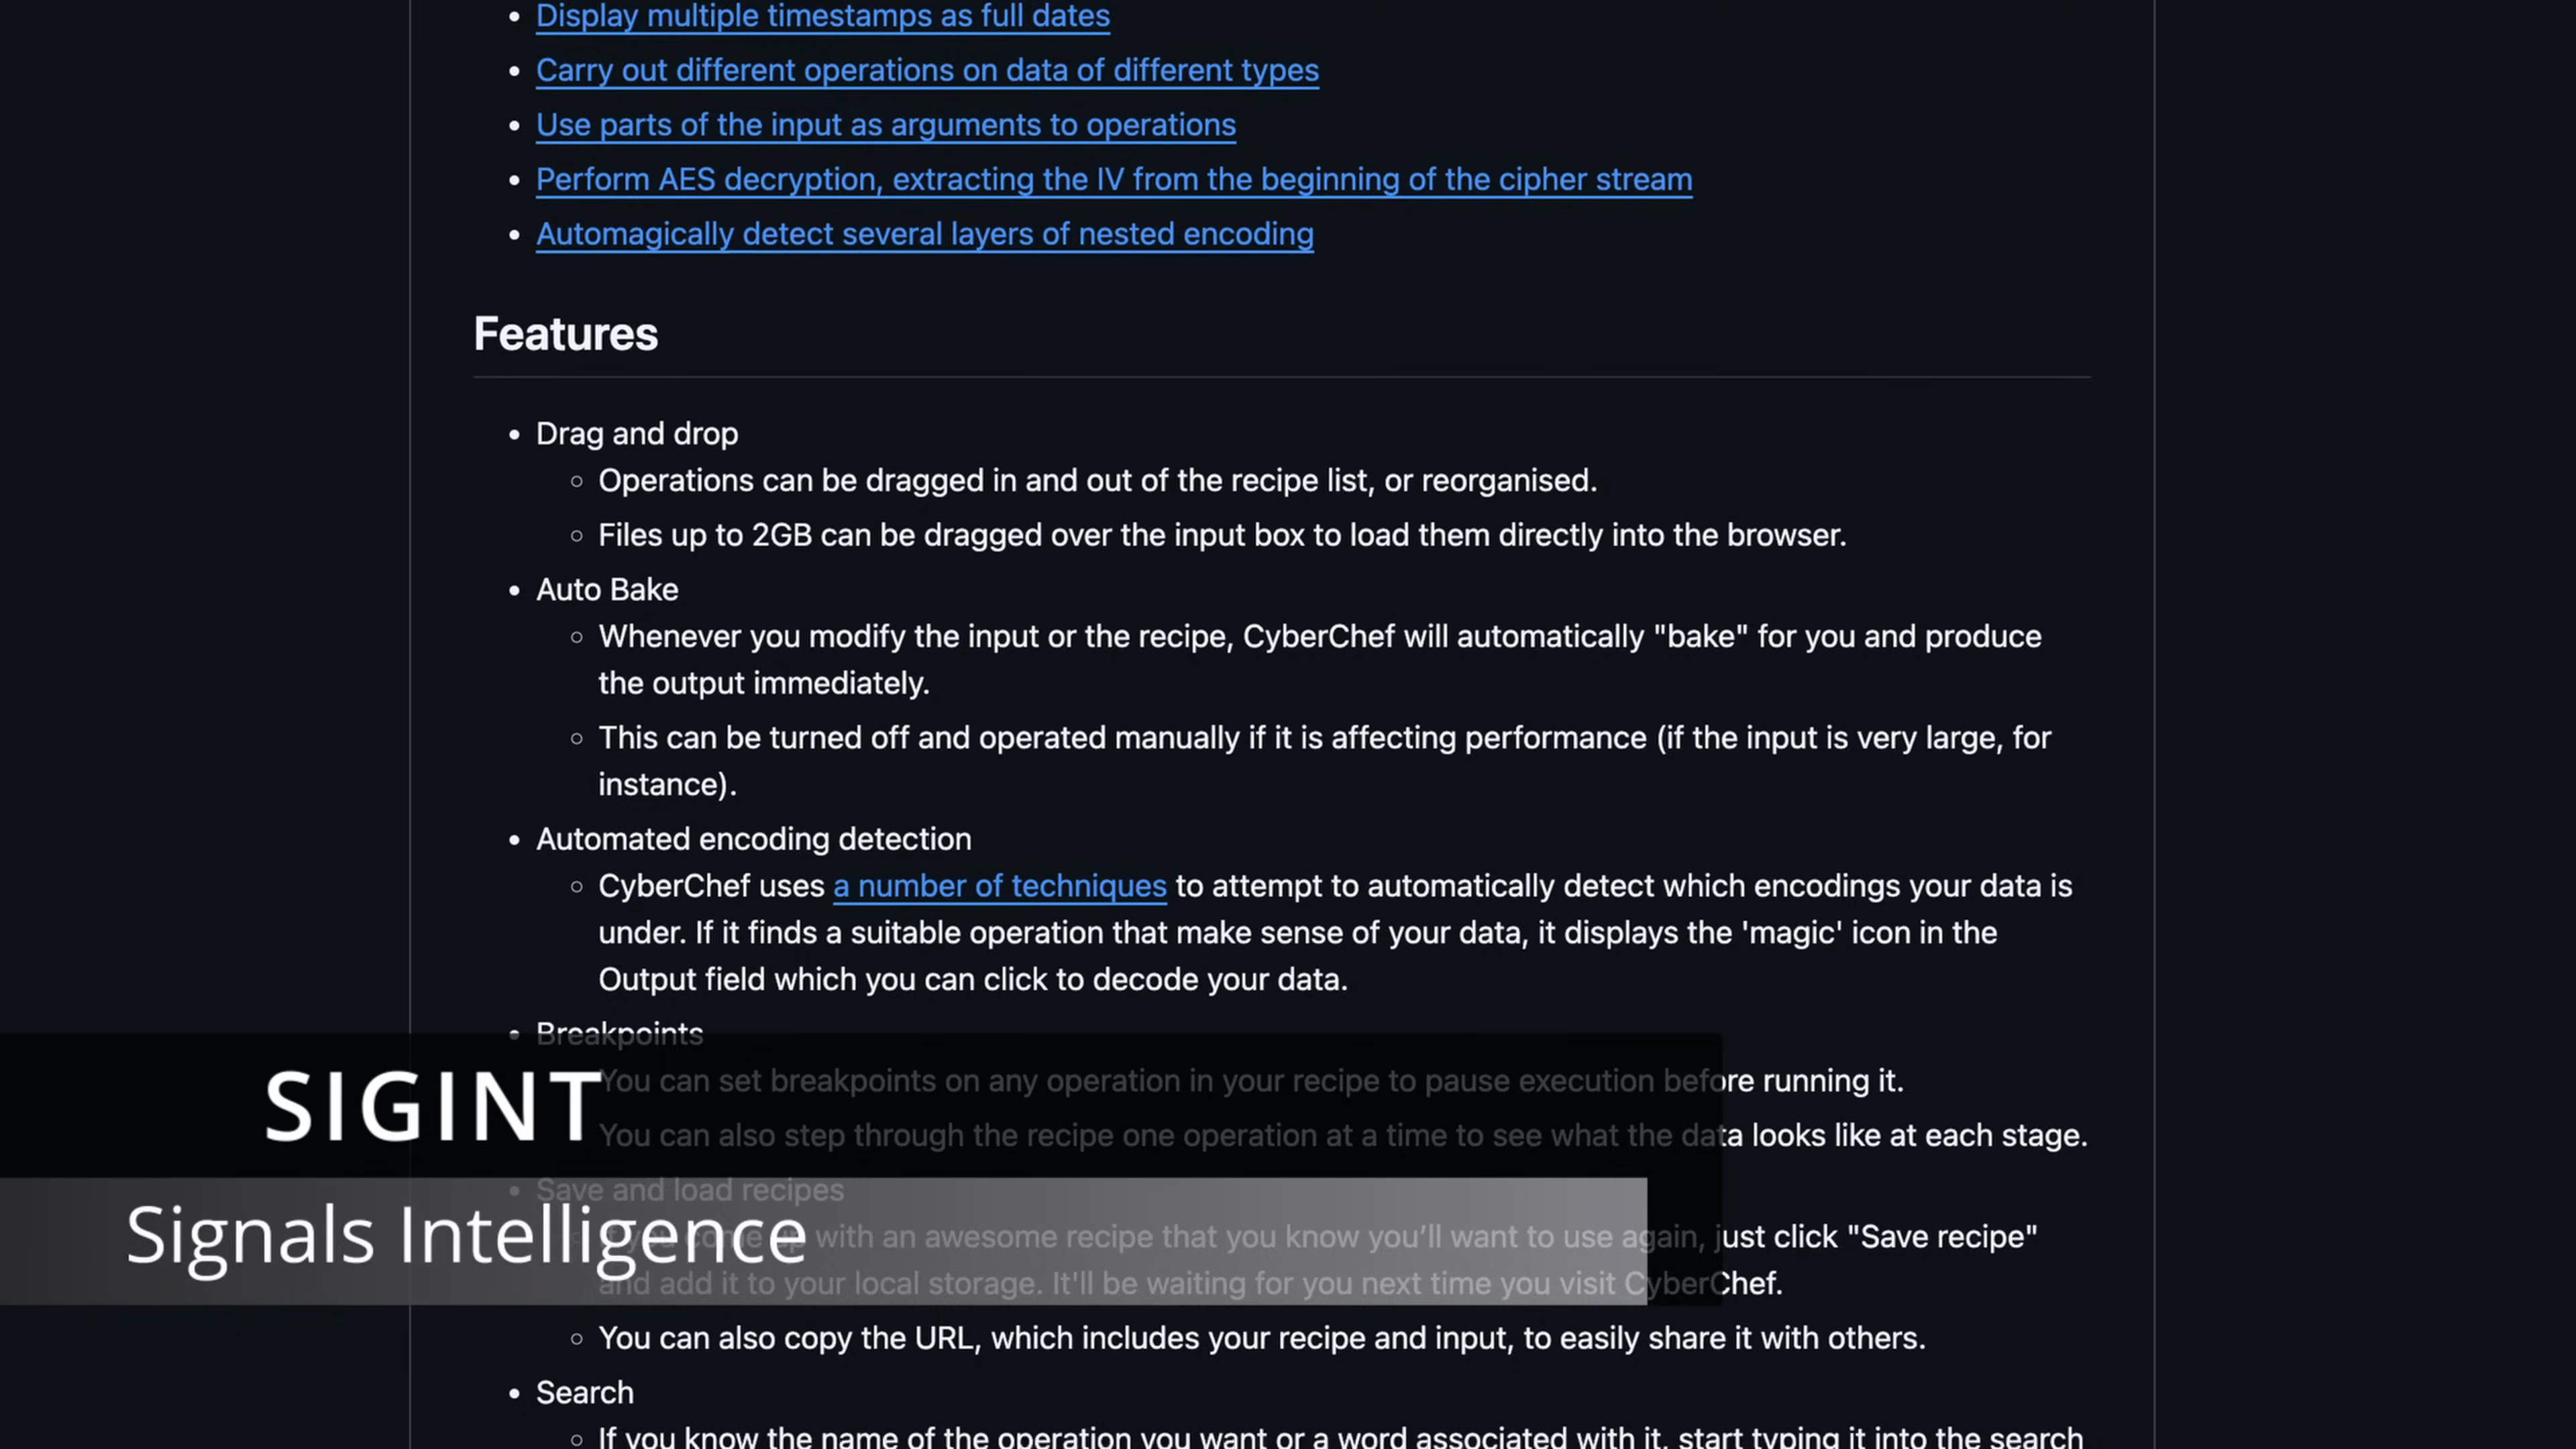 Display multiple timestamps as full dates
Carry out different operations on data of different types
Use parts of the input as arguments to operations
Perform AES decryption, extracting the IV from the beginning of the cipher stream
Automagically detect several layers of nested encoding
Features
Drag and drop
Operations can be dragged in and out of the recipe list, or reorganised.
Files up to 2GB can be dragged over the input box to load them directly into the browser.
Auto Bake
Whenever you modify the input or the recipe, CyberChef will automatically "bake" for you and produce
the output immediately.
This can be turned off and operated manually if it is affecting performance (if the input is very large, for
instance).
Automated encoding detection
CyberChef uses a number of techniques to attempt to automatically detect which encodings your data is
under. If it finds a suitable operation that make sense of your data, it displays the 'magic' icon in the
Output field which you can click to decode your data.
Breakpoints
You can set breakpoints on any operation in your recipe to pause execution before running it.
You can also step through the recipe one operation at a time to see what the data looks like at each stage.
SIGINT
Save and load recipes
you come up with an awesome recipe that you know you’ll want to use again, just click "Save recipe"
and add it to your local storage. It'll be waiting for you next time you visit CyberChef.
Signals Intelligence
You can also copy the URL, which includes your recipe and input, to easily share it with others.
Search
If you know the name of the operation you want or a word associated with it, start typing it into the search